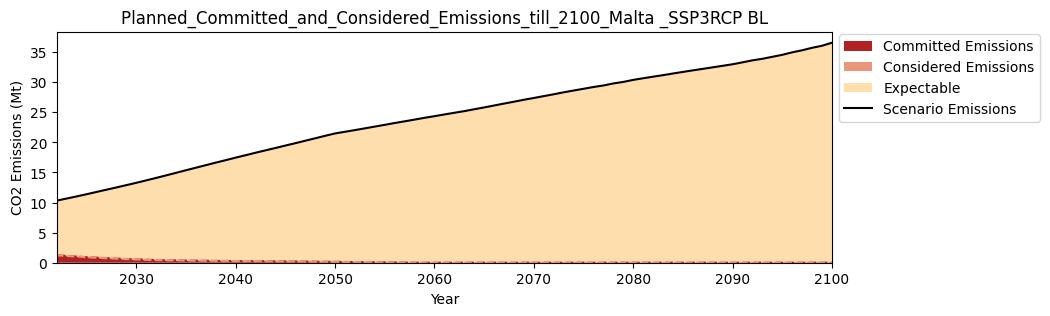 Planned_Committed_and_Considered_Emissions_till_2100_Malta _SSP3RCP BL
Committed Emissions
Considered Emissions
Expectable
Scenario Emissions
CO2 Emissions (Mt)
35
30
25
20
15
10
5
0
2030 2040 2050 2060 2070 2080 2090 2100
Year